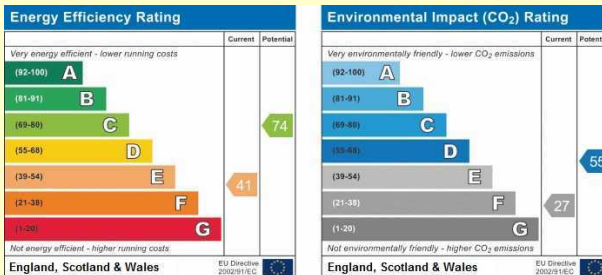 Energy Efficiency Rating
Current Potential
Very energy efficient - lower running costs
(92-100) A
(81-91) B
(69-80) C
74
(55-68) D
(39-54) E
41
(21-38) F
(1-20) G
Not energy efficient - higher running costs
England, Scotland & Wales
EU Directive
2002/91/EC
Environmental Impact (CO₂) Rating
Current Poten
Very environmentally friendly - lower CO₂ emissions
(92-100) A
(81-91) B
(69-80) C
(55-68) D
55
(39-54) E
(21-38) F
27
(1-20) G
Not environmentally friendly - higher CO₂ emissions
England, Scotland & Wales
EU Directive
2002/91/EC